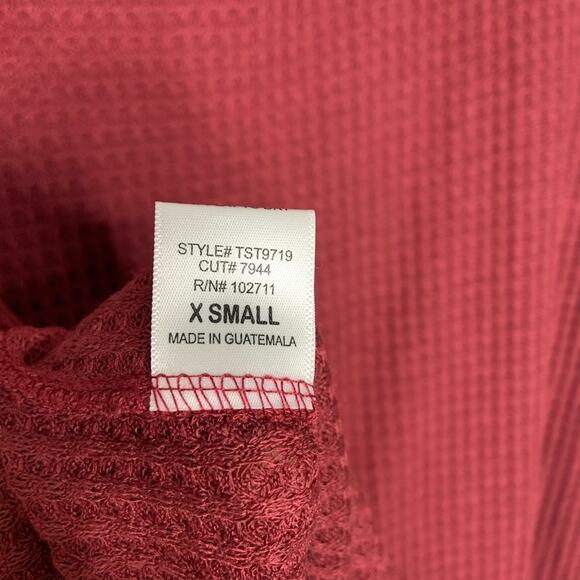 STYLE# TST9719
CUT# 7944
R/N# 102711
X SMALL
MADE IN GUATEMALA